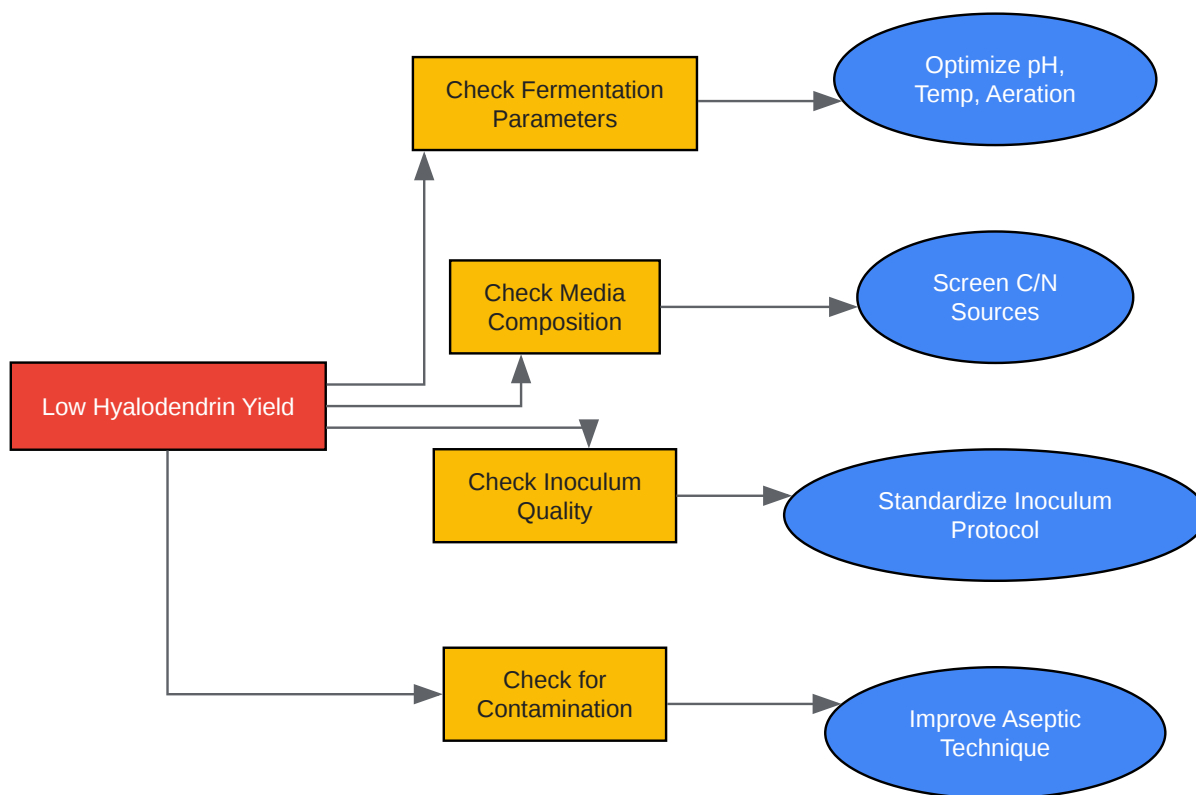 Check Fermentation
Parameters
Optimize pH,
Temp, Aeration
Check Media
Composition
Screen C/N
Sources
Low Hyalodendrin Yield
Check Inoculum
Quality
Standardize Inoculum
Protocol
Check for
Contamination
Improve Aseptic
Technique